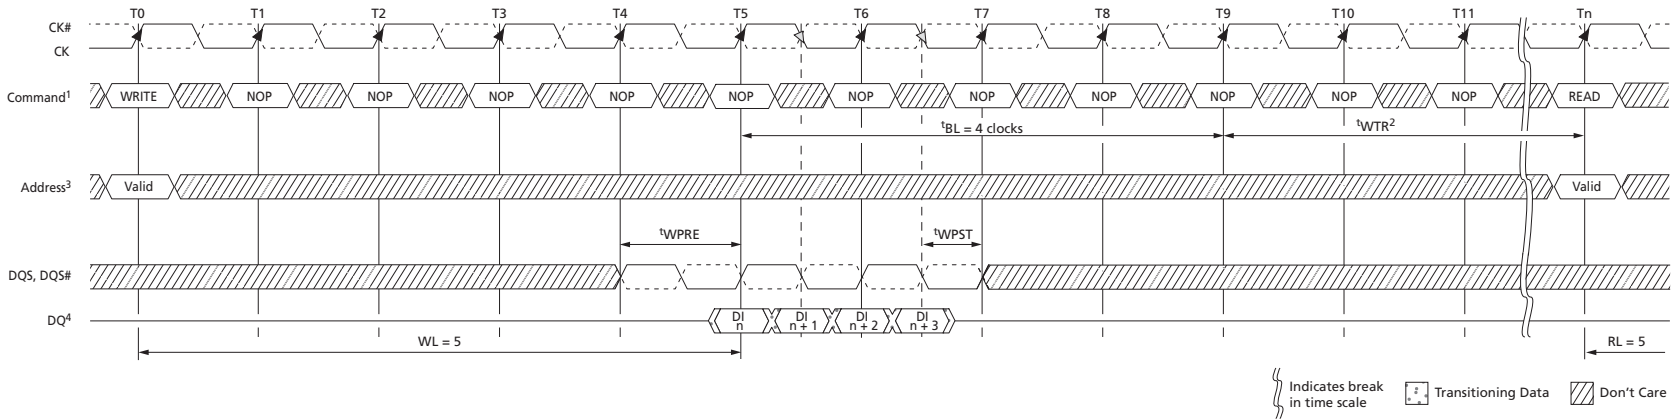 T0 T1 T2 T3 T4 T5 T6 T7 T8 T9 T10 T11 Tn
CK#
CK
Command¹ WRITE NOP NOP NOP NOP NOP NOP NOP NOP NOP NOP NOP READ
ᵗBL = 4 clocks ᵗWTR²
Address³ Valid Valid
ᵗWPRE ᵗWPST
DQS, DQS#
DQ⁴ DI n DI n + 1 DI n + 2 DI n + 3
WL = 5 RL = 5
Indicates break
in time scale
Transitioning Data
Don't Care